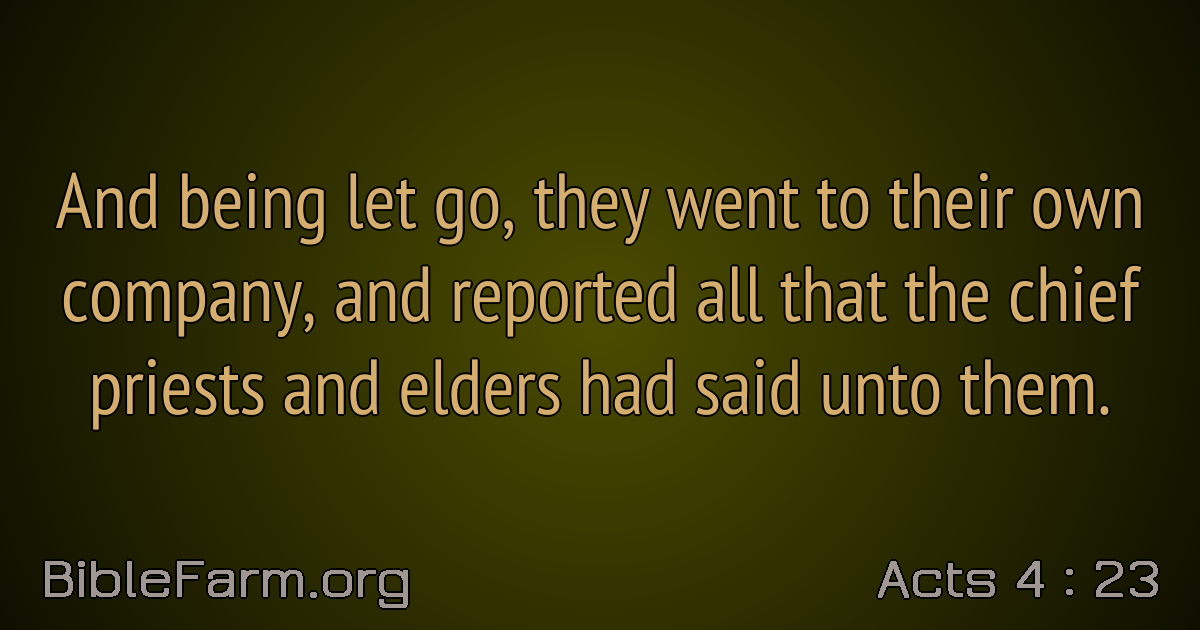 And being let go, they went to their own
company, and reported all that the chief
priests and elders had said unto them.
BibleFarm.org
Acts 4 : 23